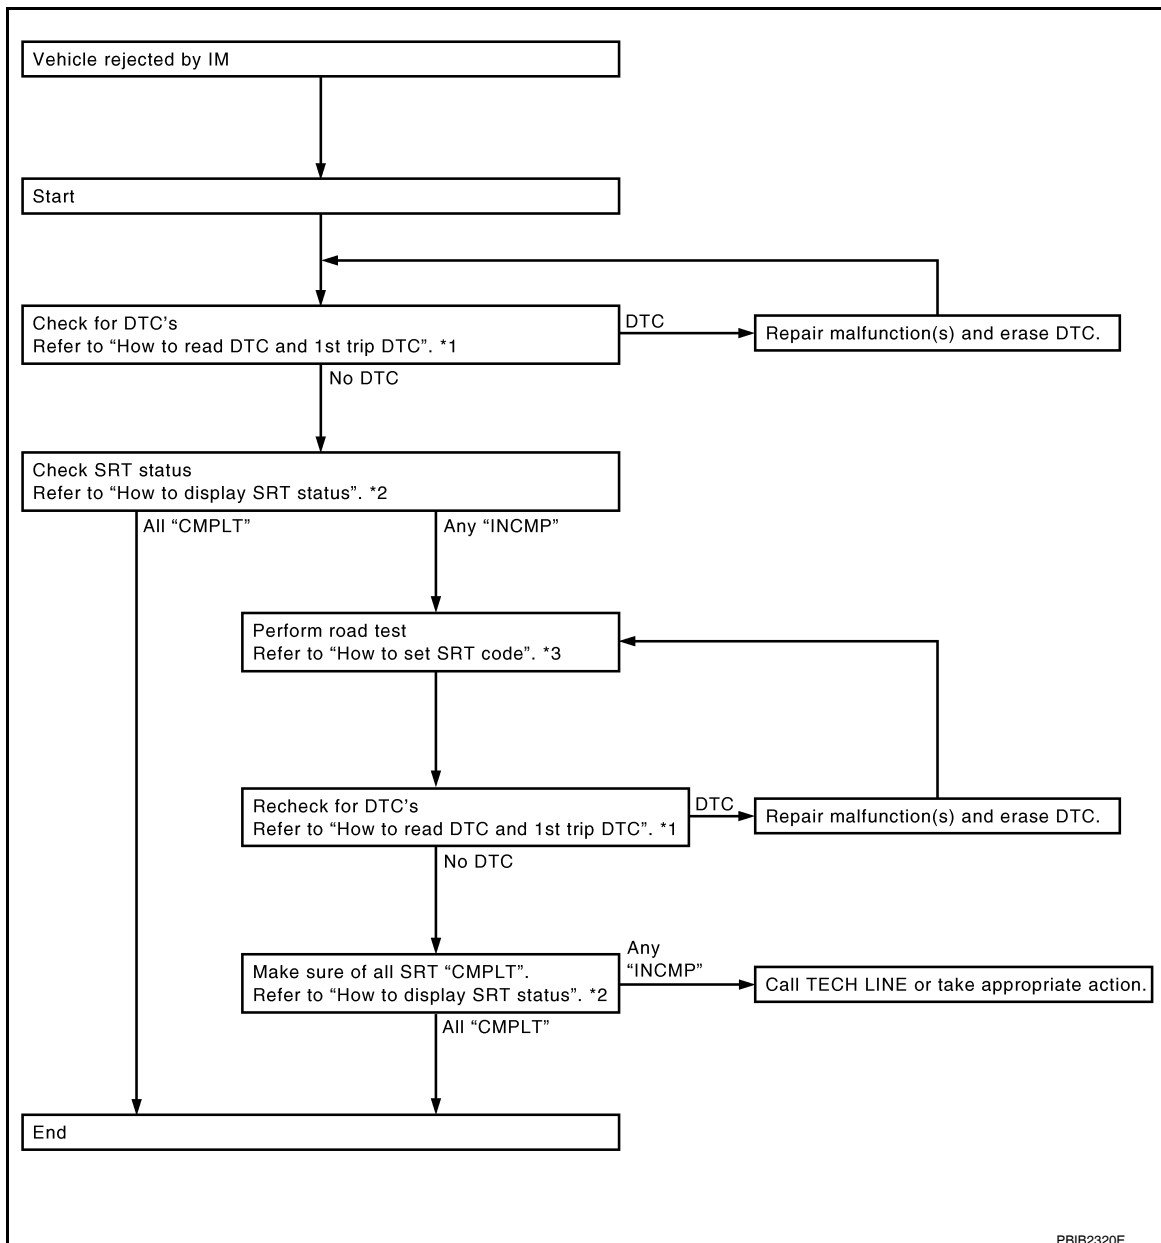 Vehicle rejected by IM
Start
Check for DTC's
Refer to “How to read DTC and 1st trip DTC”. *1
DTC
Repair malfunction(s) and erase DTC.
No DTC
Check SRT status
Refer to “How to display SRT status”. *2
All “CMPLT”
Any “INCMP”
Perform road test
Refer to “How to set SRT code”. *3
Recheck for DTC's
Refer to “How to read DTC and 1st trip DTC”. *1
DTC
Repair malfunction(s) and erase DTC.
No DTC
Make sure of all SRT “CMPLT”.
Refer to “How to display SRT status”. *2
Any
“INCMP”
Call TECH LINE or take appropriate action.
All “CMPLT”
End
PBIB2320E